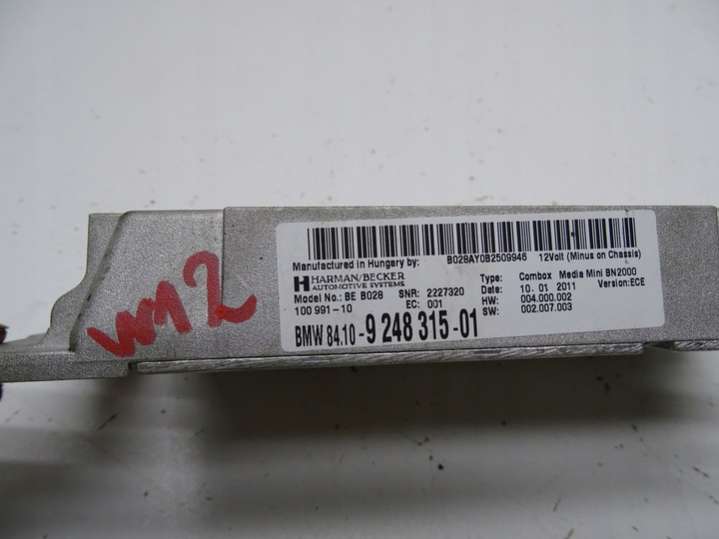 B028AY0B2509946 12Volt (Minus on Chassis)
Manufactured in Hungary by:
HARMAN/BECKER
AUTOMOTIVE SYSTEMS
Type: Combox Media Mini BN2000
Model No.: BE B028 SNR: 2227320 Date: 10. 01 2011 Version:ECE
100 991-10 EC: 001 HW: 004.000.002
SW: 002.007.003
BMW 84.10-9 248 315-01